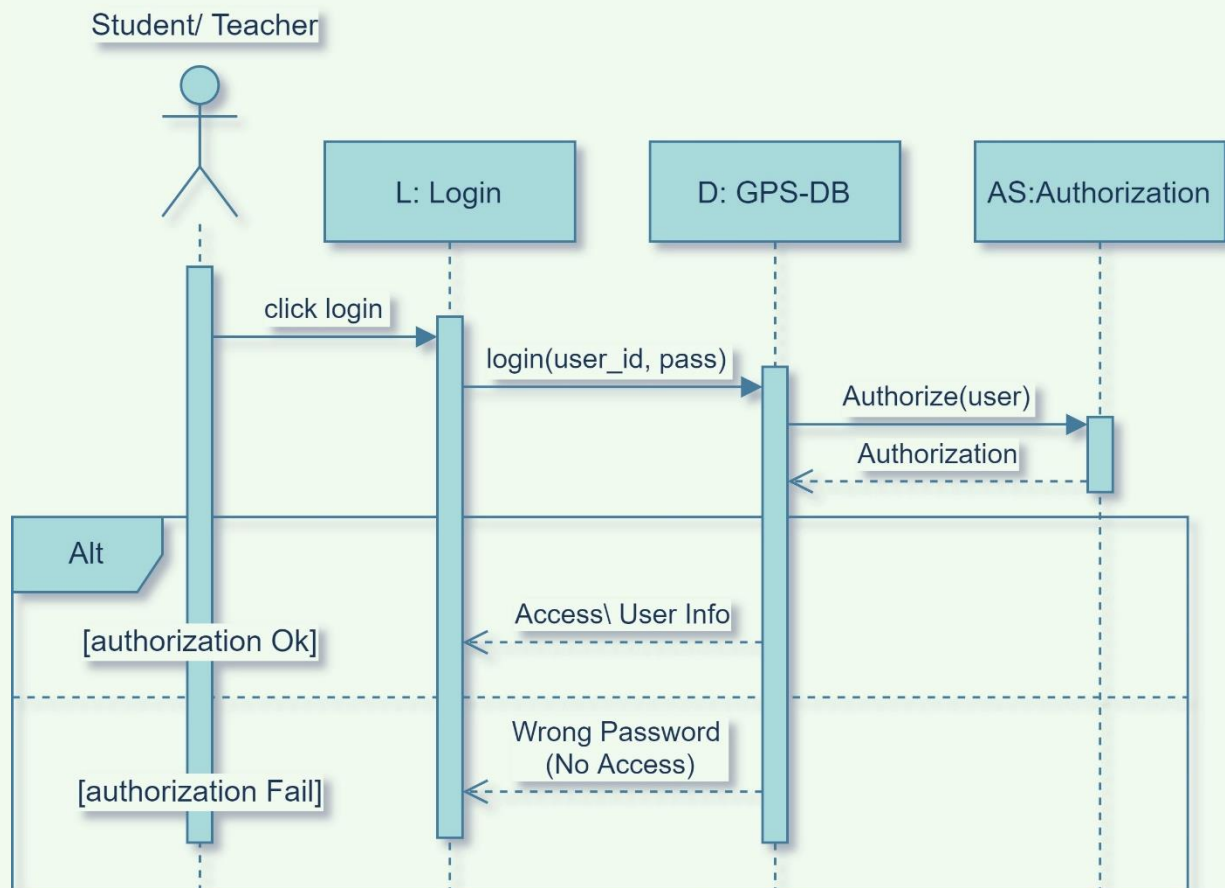 Student/ Teacher
L: Login
D: GPS-DB
AS:Authorization
click login
login(user_id, pass)
Authorize(user)
Authorization
Alt
Access\ User Info
[authorization Ok]
Wrong Password
(No Access)
[authorization Fail]